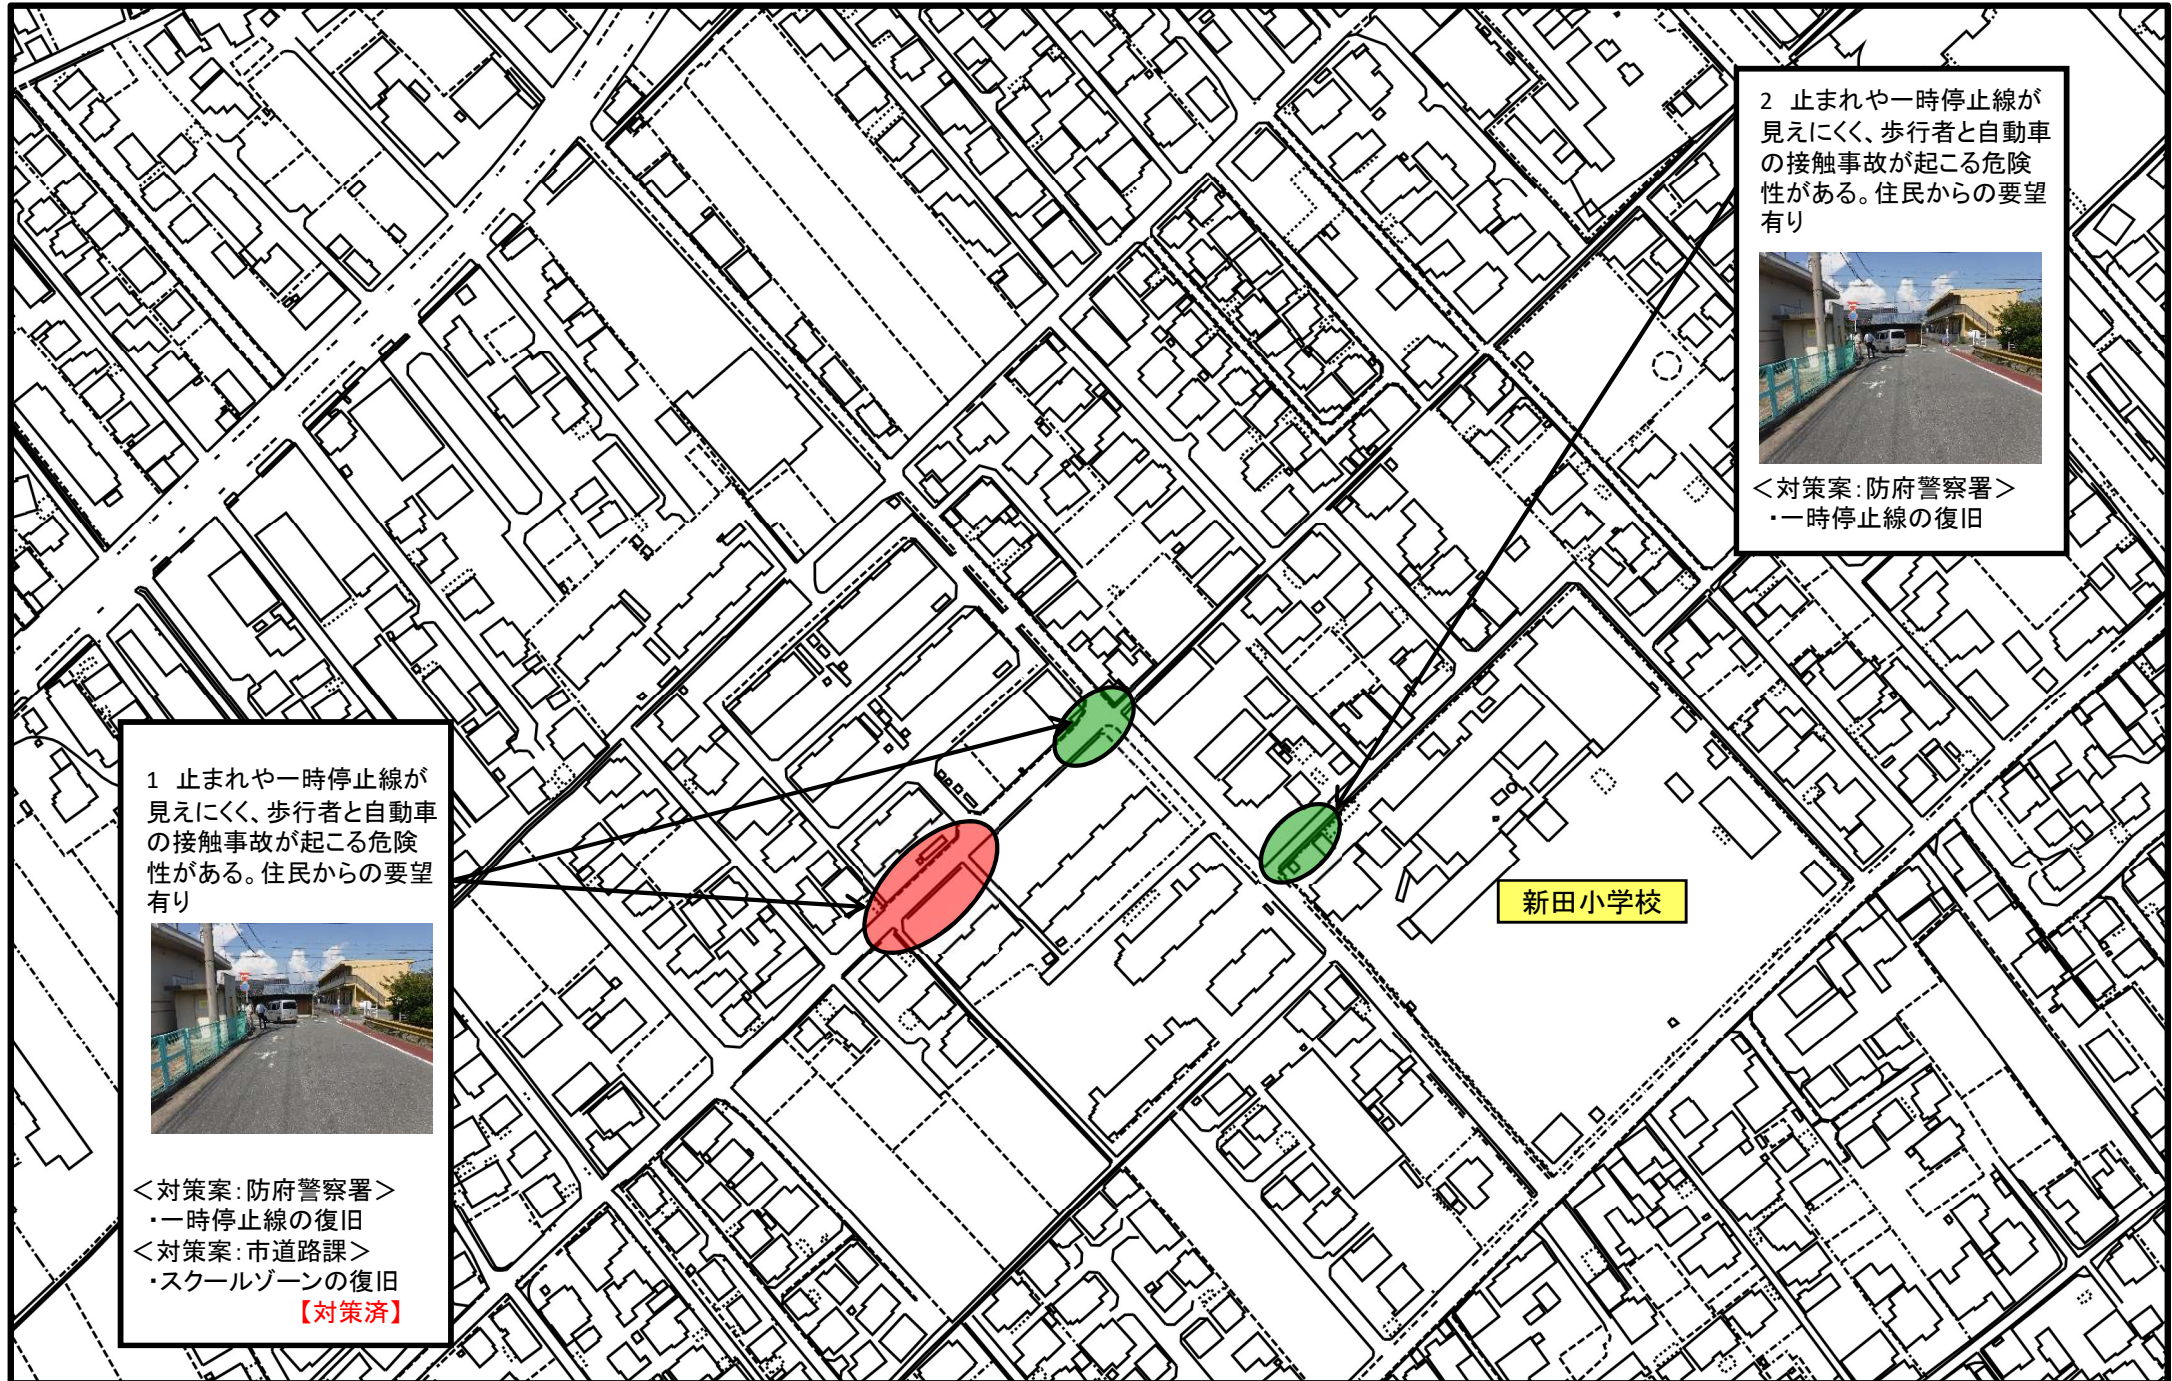 2 止まれや一時停止線が
見えにくく、歩行者と自動車
の接触事故が起こる危険
性がある。住民からの要望
有り
＜対策案：防府警察署＞
・一時停止線の復旧
1 止まれや一時停止線が
見えにくく、歩行者と自動車
の接触事故が起こる危険
性がある。住民からの要望
有り
＜対策案：防府警察署＞
・一時停止線の復旧
＜対策案：市道路課＞
・スクールゾーンの復旧
【対策済】
新田小学校